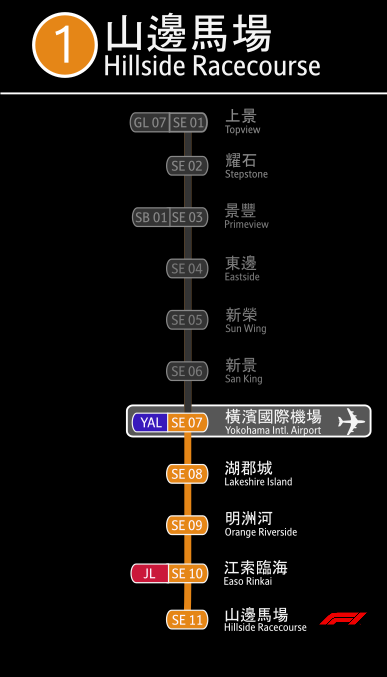 1 山邊馬場
Hillside Racecourse
GL 07 SE 01 上景
Topview
SE 02 耀石
Stepstone
SB 01 SE 03 景豐
Primeview
SE 04 東邊
Eastside
SE 05 新榮
Sun Wing
SE 06 新景
San King
YAL SE 07 橫濱國際機場
Yokohama Intl. Airport
SE 08 湖郡城
Lakeshire Island
SE 09 明洲河
Orange Riverside
JL SE 10 江索臨海
Easo Rinkai
SE 11 山邊馬場
Hillside Racecourse